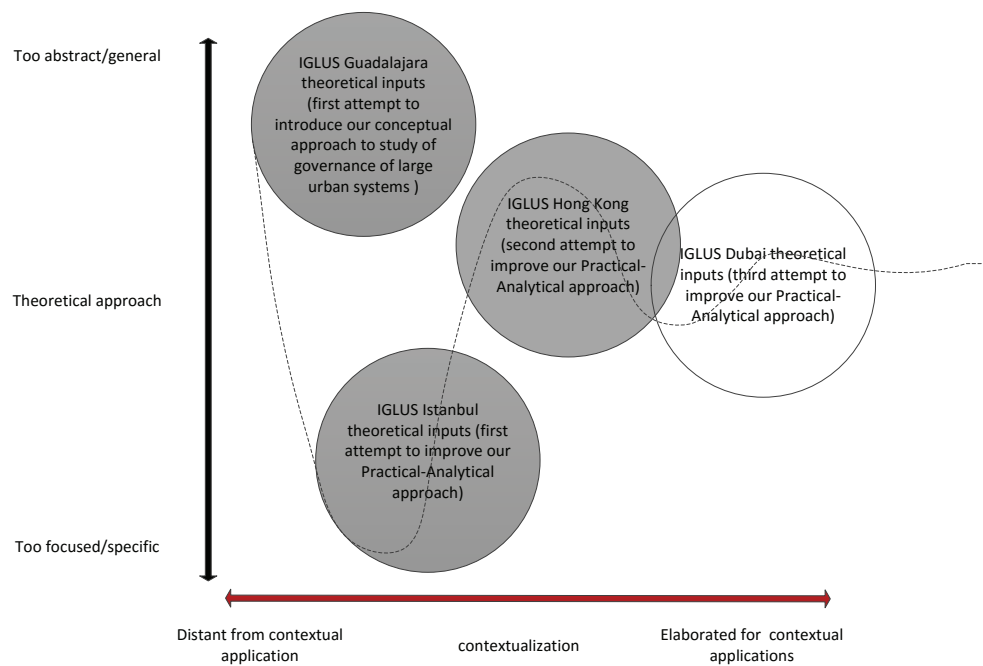 Too abstract/general
IGLUS Guadalajara
theoretical inputs
(first attempt to
introduce our conceptual
approach to study of
governance of large
urban systems )
IGLUS Hong Kong
theoretical inputs
(second attempt to
improve our Practical-
Analytical approach)
IGLUS Dubai theoretical
inputs (third attempt to
improve our Practical-
Analytical approach)
Theoretical approach
IGLUS Istanbul
theoretical inputs (first
attempt to improve our
Practical-Analytical
approach)
Too focused/specific
Distant from contextual
application
contextualization
Elaborated for  contextual
applications